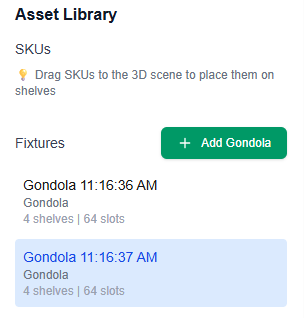 Asset Library
SKUs
💡 Drag SKUs to the 3D scene to place them on
shelves
Fixtures
+ Add Gondola
Gondola 11:16:36 AM
Gondola
4 shelves | 64 slots
Gondola 11:16:37 AM
Gondola
4 shelves | 64 slots